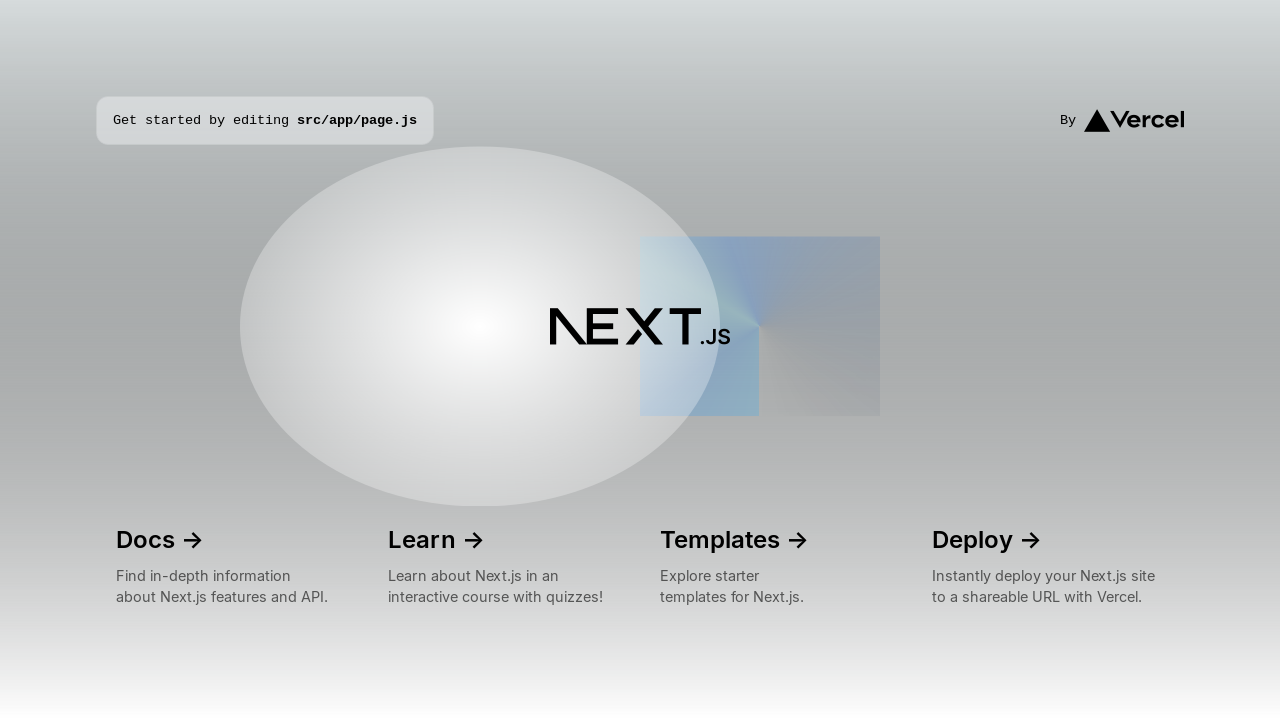 Get started by editing src/app/page.js
By ▲Vercel
NEXT.JS
Docs →
Find in-depth information
about Next.js features and API.
Learn →
Learn about Next.js in an
interactive course with quizzes!
Templates →
Explore starter
templates for Next.js.
Deploy →
Instantly deploy your Next.js site
to a shareable URL with Vercel.